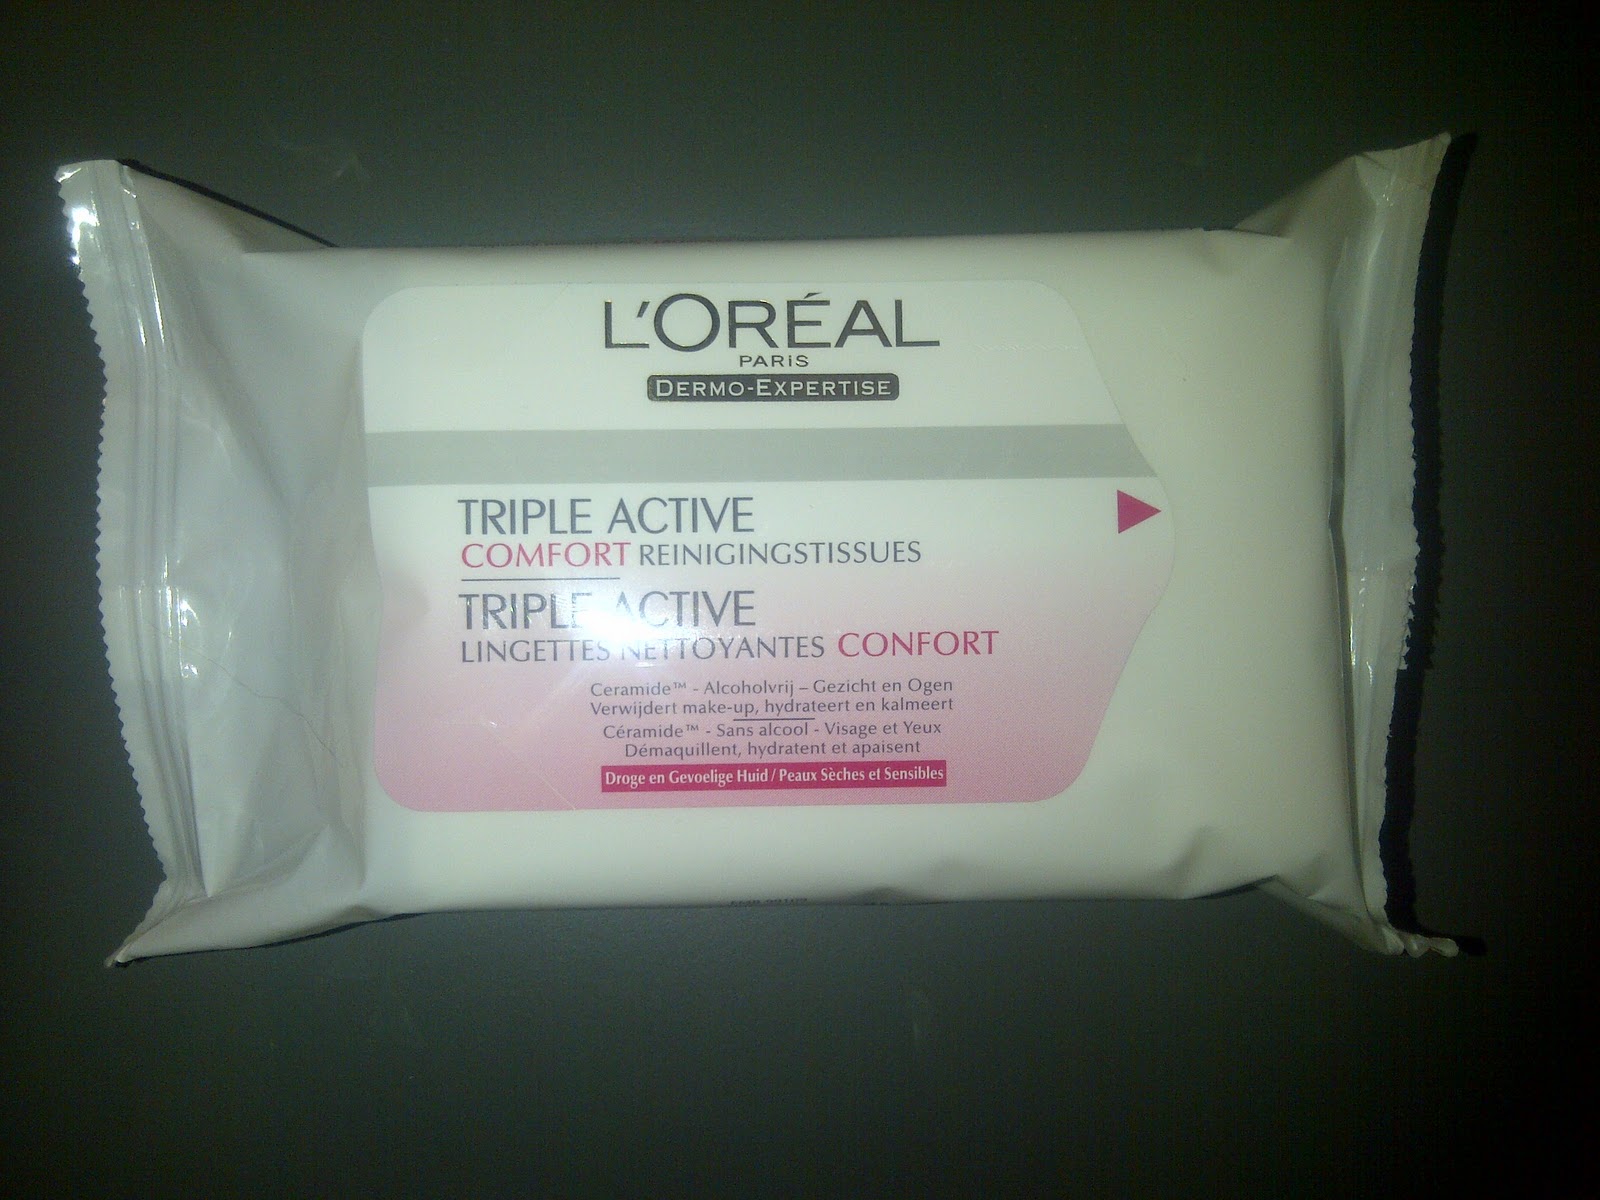 L'ORÉAL
PARIS
DERMO-EXPERTISE
TRIPLE ACTIVE
COMFORT REINIGINGSTISSUES
TRIPLE ACTIVE
LINGETTES NETTOYANTES CONFORT
Ceramide™ - Alcoholvrij – Gezicht en Ogen
Verwijdert make-up, hydrateert en kalmeert
Céramide™ - Sans alcool - Visage et Yeux
Démaquillent, hydratent et apaisent
Droge en Gevoelige Huid / Peaux Sèches et Sensibles